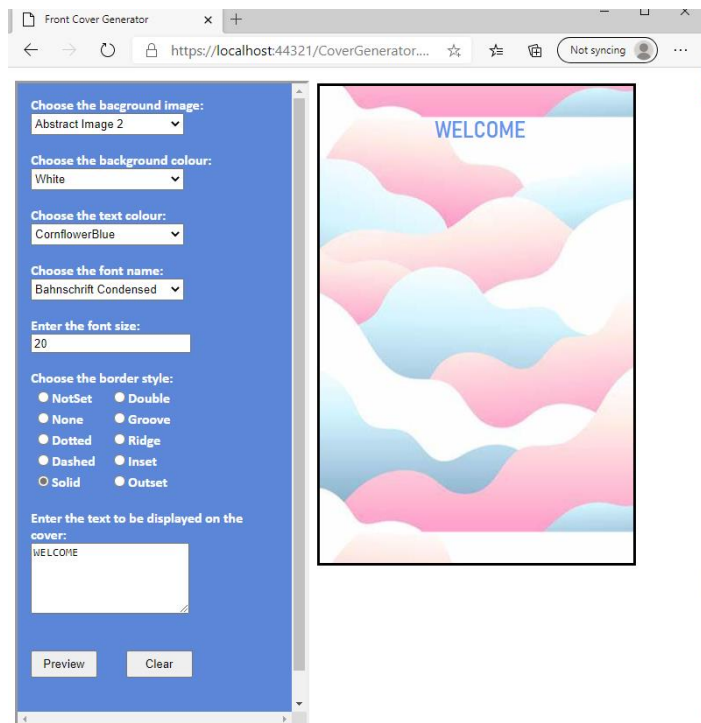 Front Cover Generator
https://localhost:44321/CoverGenerator....
Not syncing
Choose the bacground image:
Abstract Image 2
Choose the background colour:
White
Choose the text colour:
CornflowerBlue
Choose the font name:
Bahnschrift Condensed
Enter the font size:
20
Choose the border style:
NotSet Double
None Groove
Dotted Ridge
Dashed Inset
Solid Outset
Enter the text to be displayed on the
cover:
WELCOME
Preview Clear
WELCOME